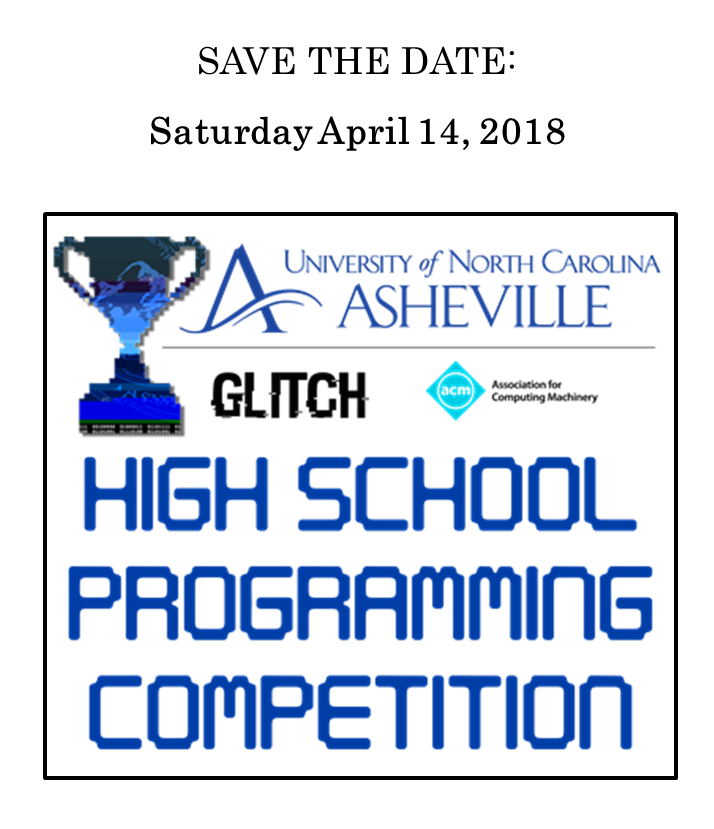 SAVE THE DATE:
Saturday April 14, 2018
UNIVERSITY of NORTH CAROLINA
ASHEVILLE
GLITCH
acm
Association for
Computing Machinery
HIGH SCHOOL
PROGRAMMING
COMPETITION